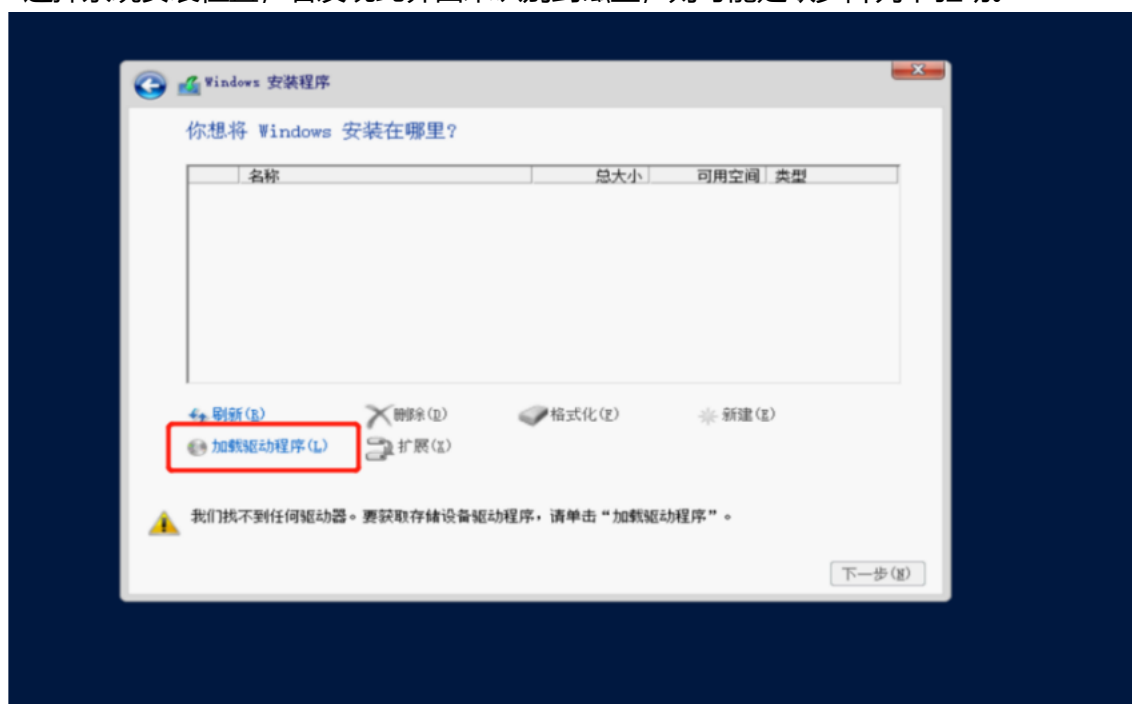 Windows 安装程序
你想将 Windows 安装在哪里?
名称 总大小 可用空间 类型
刷新(R) 删除(D) 格式化(F) 新建(E)
加载驱动程序(L) 扩展(X)
我们找不到任何驱动器。要获取存储设备驱动程序，请单击“加载驱动程序”。
下一步(N)